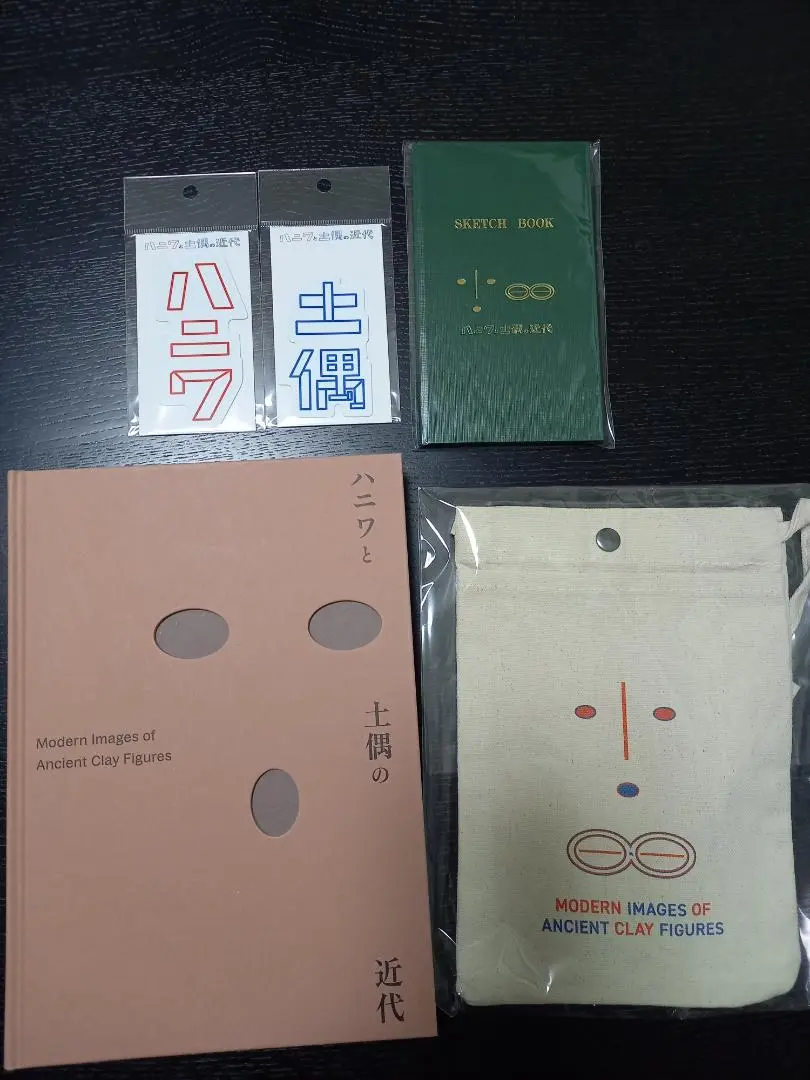 ハニワと土偶の近代
ハニワ
ハニワと土偶の近代
土偶
SKETCH BOOK
ハニワと土偶の近代
ハニワと
土偶の
近代
Modern Images of
Ancient Clay Figures
MODERN IMAGES OF
ANCIENT CLAY FIGURES